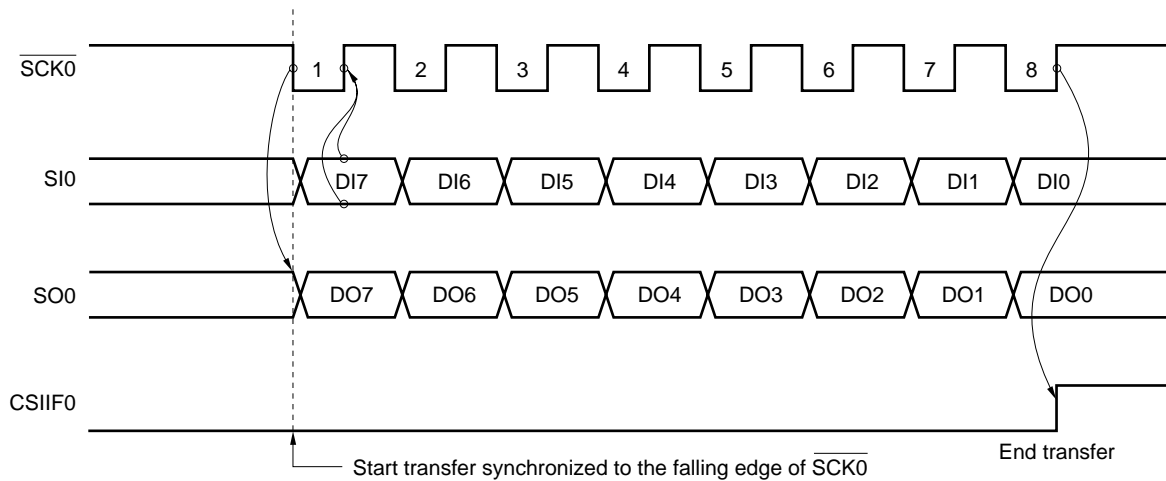 SCK0
1 2 3 4 5 6 7 8
SI0
DI7 DI6 DI5 DI4 DI3 DI2 DI1 DI0
SO0
DO7 DO6 DO5 DO4 DO3 DO2 DO1 DO0
CSIIF0
End transfer
Start transfer synchronized to the falling edge of SCK0